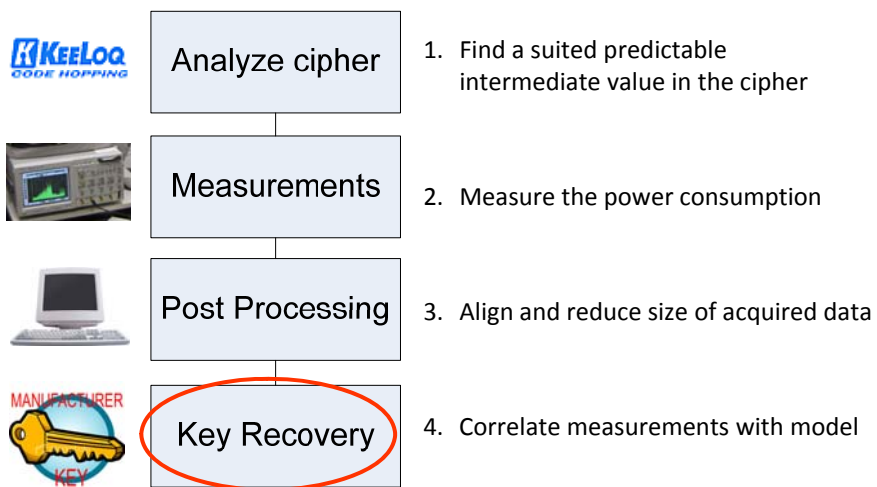 KEELOQ
CODE HOPPING
Analyze cipher
1. Find a suited predictable
intermediate value in the cipher
Measurements
2. Measure the power consumption
Post Processing
3. Align and reduce size of acquired data
MANUFACTURER
KEY
Key Recovery
4. Correlate measurements with model